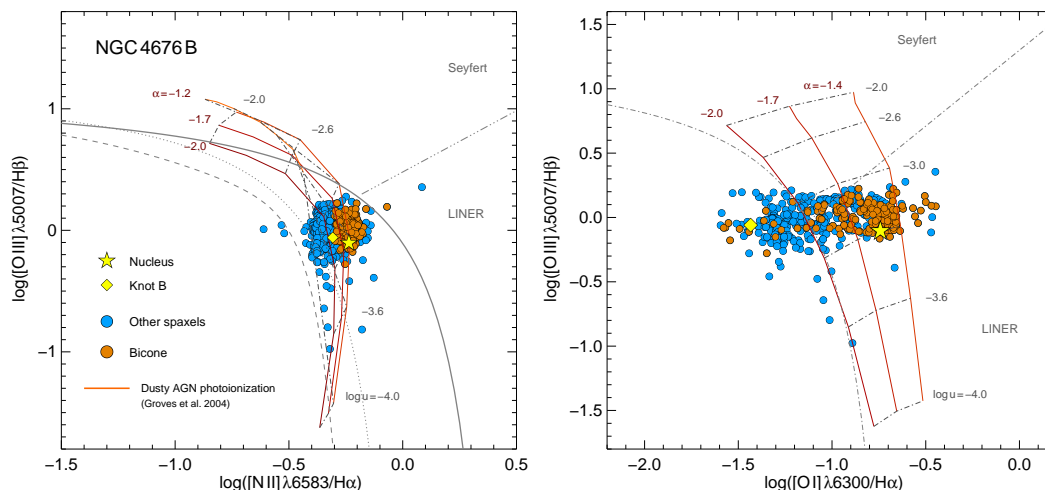 NGC 4676 B
Seyfert
α=−1.2
−2.0
−1.7
−2.6
−2.0
LINER
Nucleus
Knot B
Other spaxels
Bicone
Dusty AGN photoionization
(Groves et al. 2004)
−3.6
log u = −4.0
1
0
−1
−1.5
−1.0
−0.5
0.0
0.5
log([O III] λ5007/Hβ)
log([N II] λ6583/Hα)
Seyfert
α=−1.4
−2.0
−1.7
−2.0
−2.6
−3.0
−3.6
LINER
log u = −4.0
1.5
1.0
0.5
0.0
−0.5
−1.0
−1.5
−2.0
−1.5
−1.0
−0.5
0.0
log([O III] λ5007/Hβ)
log([O I] λ6300/Hα)